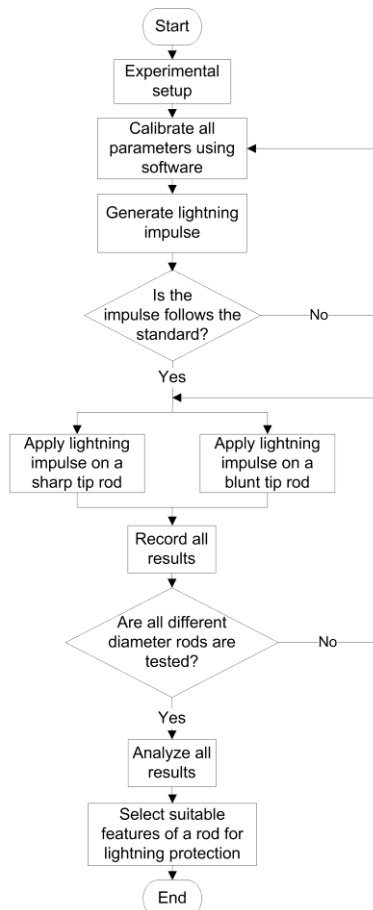 Start
Experimental
setup
Calibrate all
parameters using
software
Generate lightning
impulse
Is the
impulse follows the
standard?
No
Yes
Apply lightning
impulse on a
sharp tip rod
Apply lightning
impulse on a
blunt tip rod
Record all
results
Are all different
diameter rods are
tested?
No
Yes
Analyze all
results
Select suitable
features of a rod for
lightning protection
End